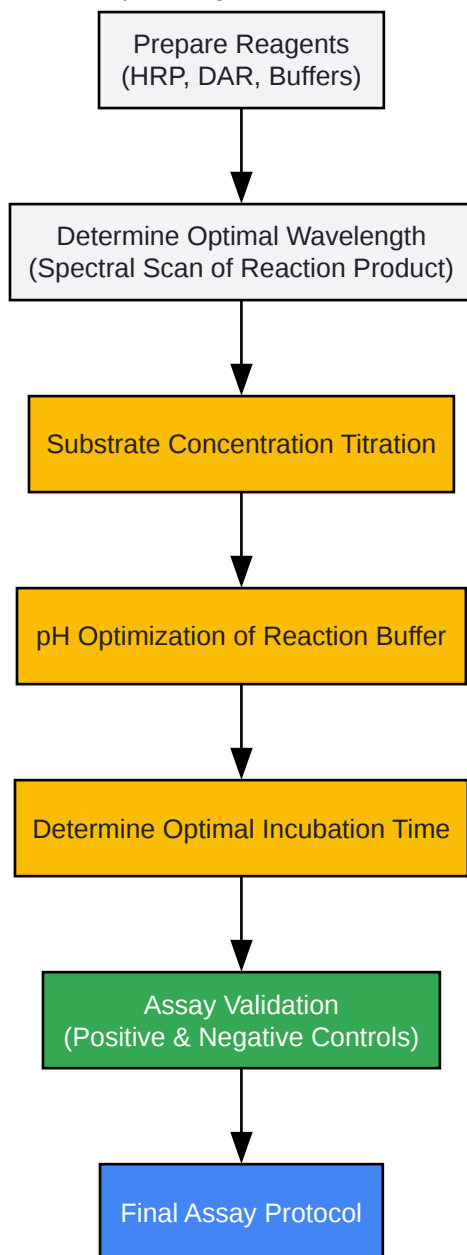 Prepare Reagents
(HRP, DAR, Buffers)
Determine Optimal Wavelength
(Spectral Scan of Reaction Product)
Substrate Concentration Titration
pH Optimization of Reaction Buffer
Determine Optimal Incubation Time
Assay Validation
(Positive & Negative Controls)
Final Assay Protocol